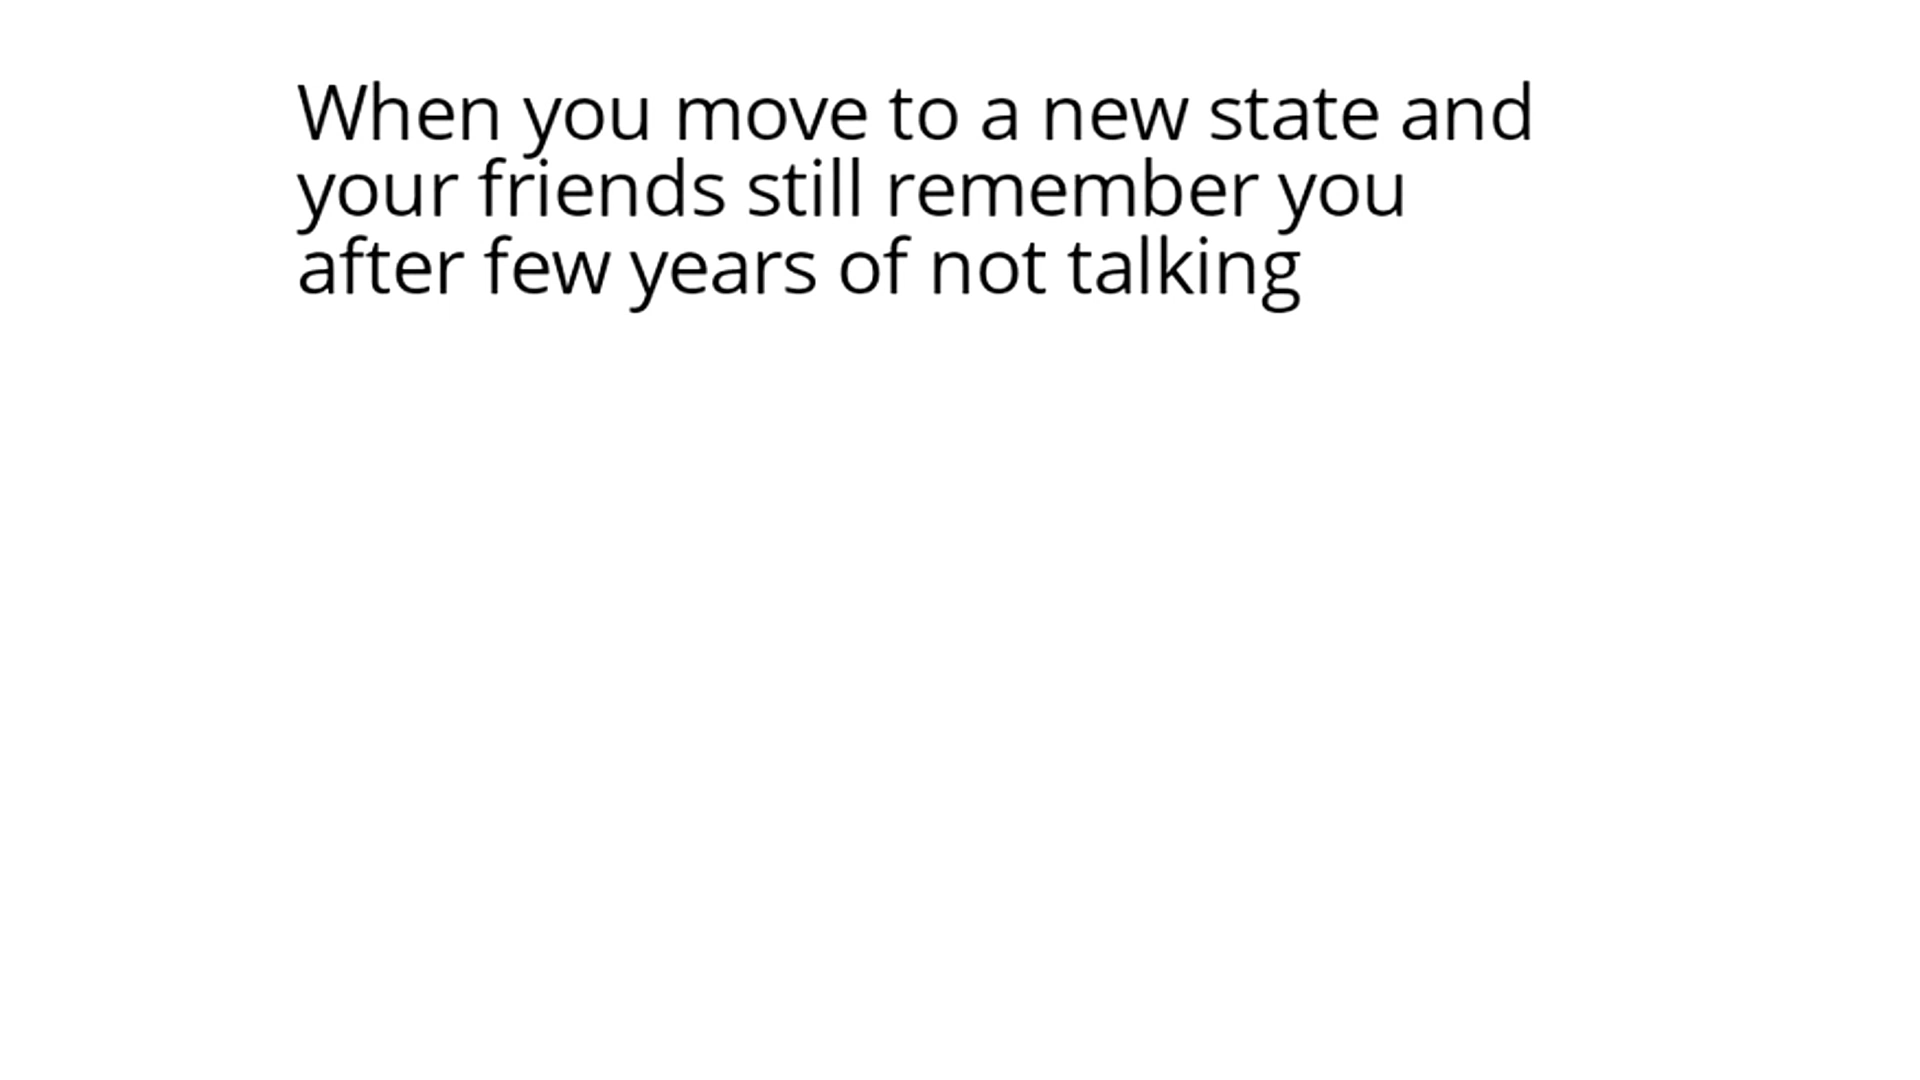 When you move to a new state and
your friends still remember you
after few years of not talking